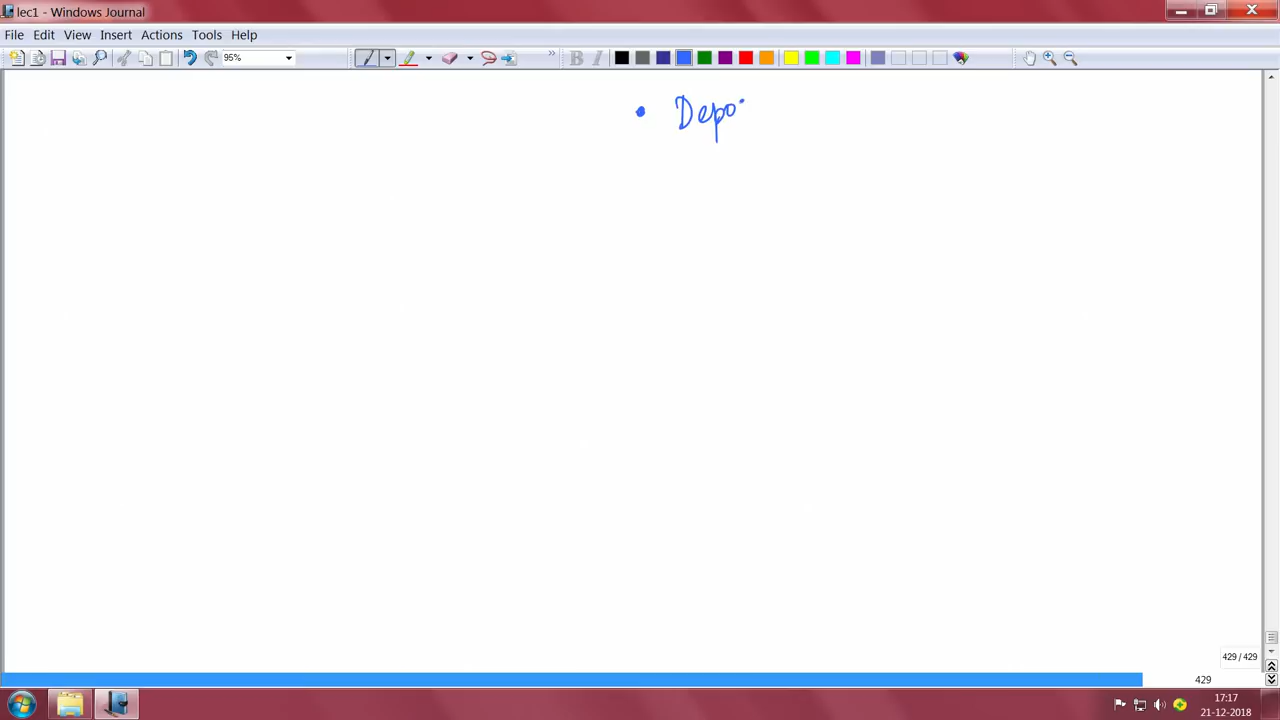 lec1 - Windows Journal
File Edit View Insert Actions Tools Help
95%
B I
• Depo
429 / 429
429
17:17
21-12-2018